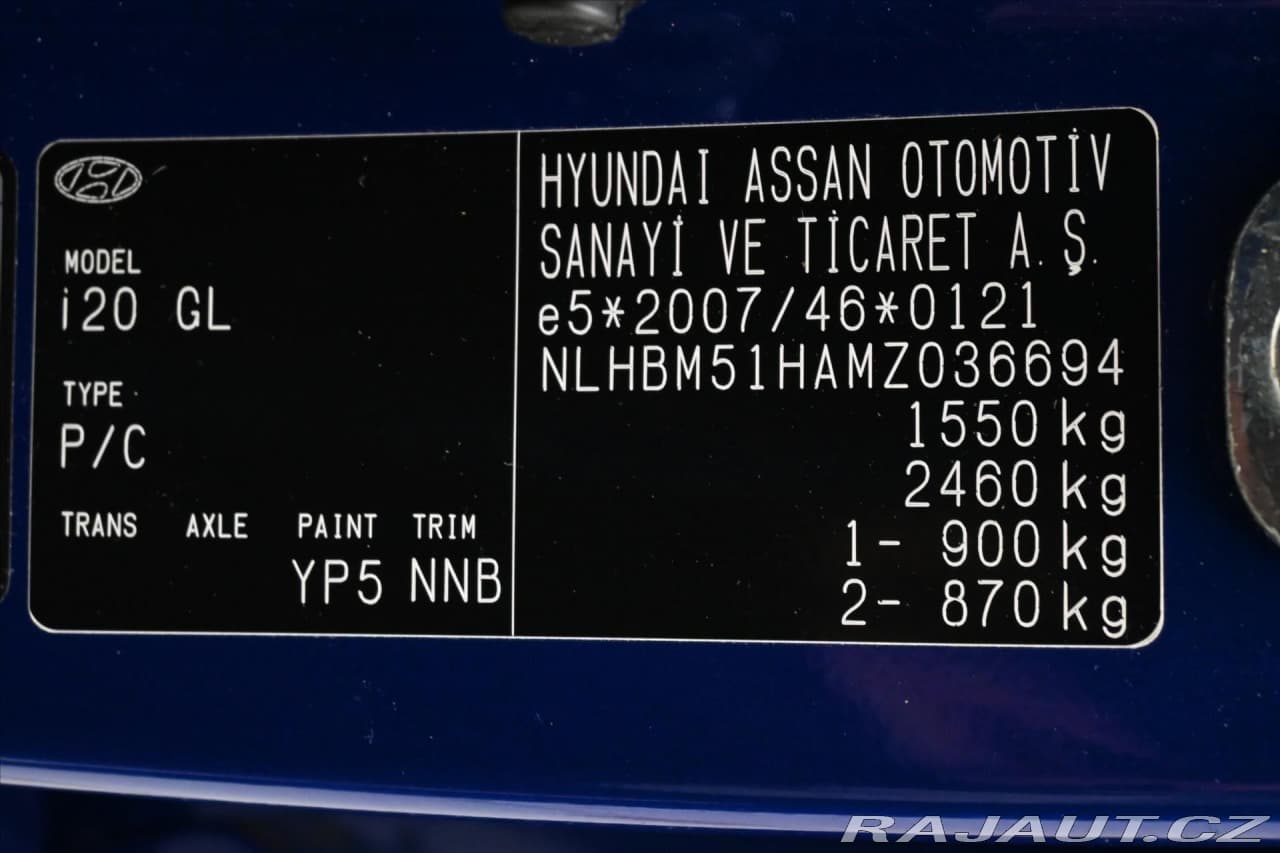 MODEL
i20 GL
TYPE
P/C
TRANS AXLE PAINT TRIM
YP5 NNB
HYUNDAİ ASSAN OTOMOTİV
SANAYİ VE TİCARET A.Ş.
e5*2007/46*0121
NLHBM51HAMZ036694
1550 kg
2460 kg
1- 900 kg
2- 870 kg
RAJAUT.CZ